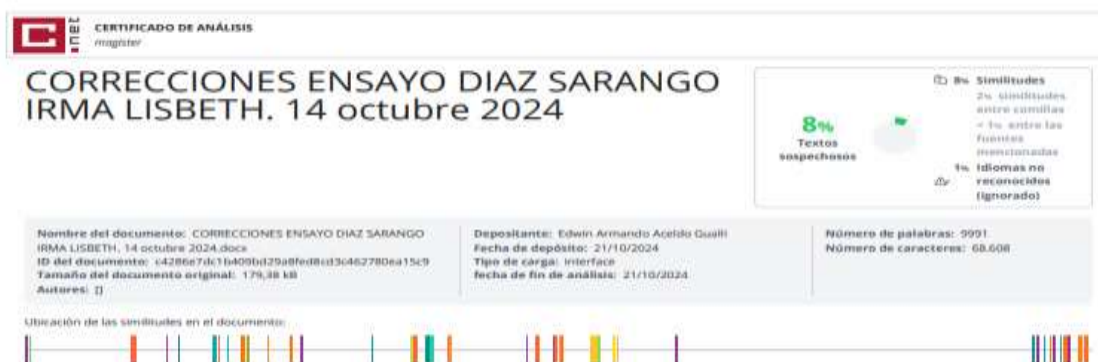 C
.net
CERTIFICADO DE ANÁLISIS
magister
CORRECCIONES ENSAYO DIAZ SARANGO
IRMA LISBETH. 14 octubre 2024
8%
Textos
sospechosos
8% Similitudes
2% similitudes
entre comillas
< 1% entre las
fuentes
mencionadas
1% Idiomas no
reconocidos
(ignorado)
Nombre del documento: CORRECCIONES ENSAYO DIAZ SARANGO
IRMA LISBETH. 14 octubre 2024.docx
ID del documento:
Tamaño del documento original: 179,38 kB
Autores: []
Depositante: Edwin Armando Aceldo Gualli
Fecha de depósito: 21/10/2024
Tipo de carga: interface
fecha de fin de análisis: 21/10/2024
Número de palabras: 9991
Número de caracteres: 68.608
Ubicación de las similitudes en el documento: